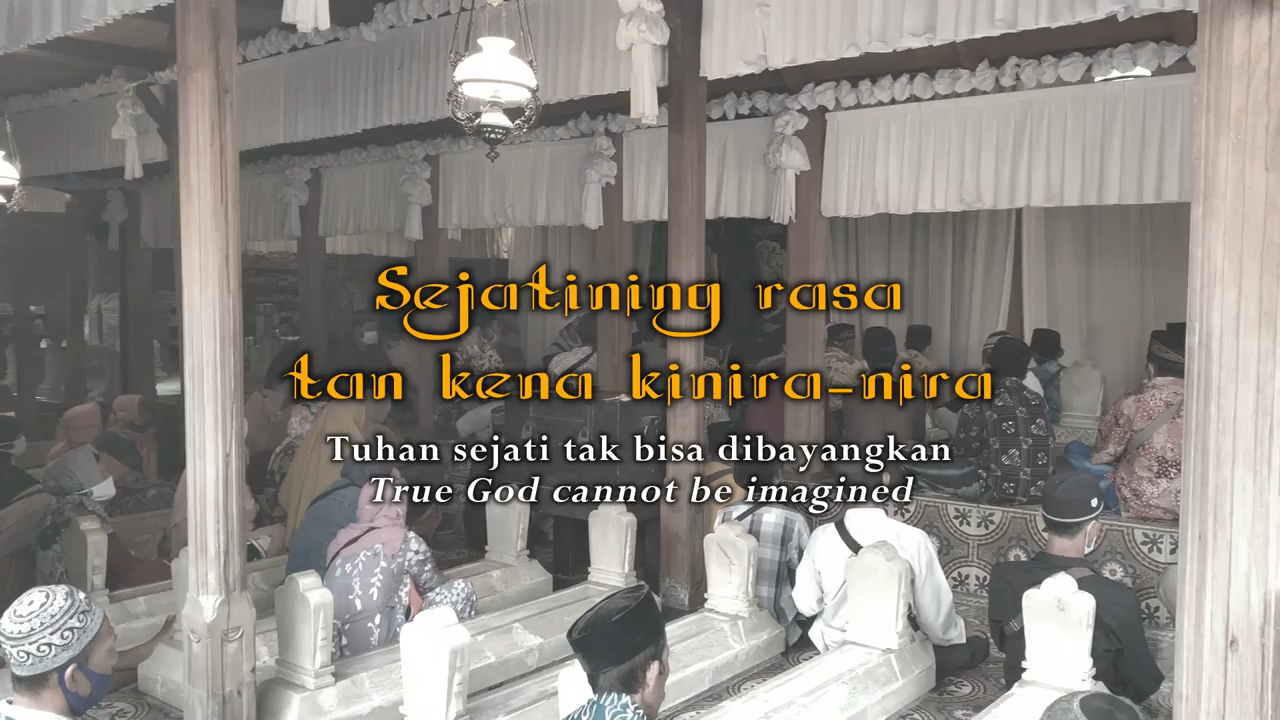 Sejatining rasa
tan kena kinira-nira
Tuhan sejati tak bisa dibayangkan
True God cannot be imagined